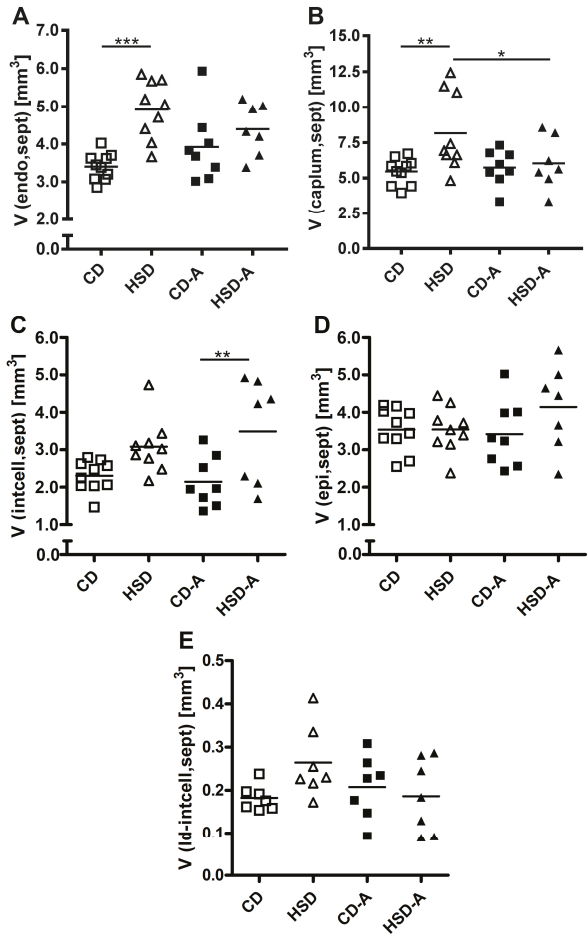 A
V (endo,sept) [mm³]
7.0
6.0
5.0
4.0
3.0
2.0
0.0
***
CD
HSD
CD-A
HSD-A
B
V (caplum,sept) [mm³]
15.0
12.5
10.0
7.5
5.0
2.5
0.0
**
*
CD
HSD
CD-A
HSD-A
C
V (intcell,sept) [mm³]
6.0
5.0
4.0
3.0
2.0
1.0
0.0
**
CD
HSD
CD-A
HSD-A
D
V (epi,sept) [mm³]
6.0
5.0
4.0
3.0
2.0
1.0
0.0
CD
HSD
CD-A
HSD-A
E
V (ld-intcell,sept) [mm³]
0.5
0.4
0.3
0.2
0.1
0.0
CD
HSD
CD-A
HSD-A